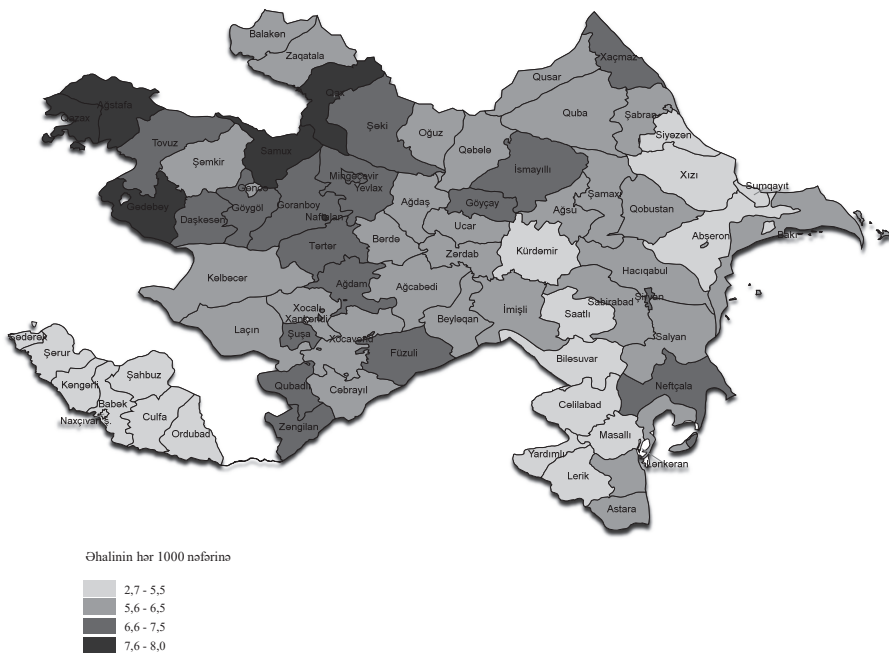 Balakən
Zaqatala
Xaçmaz
Qusar
Qax
Ağstafa
Qazax
Quba
Şabran
Şəki
Oğuz
Siyəzən
Tovuz
Qəbələ
Samux
Şəmkir
İsmayıllı
Xızı
Mingəçevir
Yevlax
Sumqayıt
Gəncə
Şamaxı
Ağdaş
Göyçay
Gədəbəy
Goranboy
Göygöl
Ağsu
Qobustan
Daşkəsən
Naftalan
Ucar
Abşeron
Bakı
Bərdə
Tərtər
Kürdəmir
Zərdab
Hacıqabul
Kəlbəcər
Ağdam
Ağcabədi
Şirvan
Sabirabad
Xocalı
İmişli
Saatlı
Xankəndi
Beyləqan
Laçın
Şuşa
Salyan
Sədərək
Xocavənd
Füzuli
Şərur
Biləsuvar
Şahbuz
Kəngərli
Qubadlı
Cəbrayıl
Neftçala
Babək
Cəlilabad
Culfa
Naxçıvan ş.
Zəngilan
Ordubad
Masallı
Yardımlı
Lənkəran
Lerik
Astara
Əhalinin hər 1000 nəfərinə
2,7 - 5,5
5,6 - 6,5
6,6 - 7,5
7,6 - 8,0